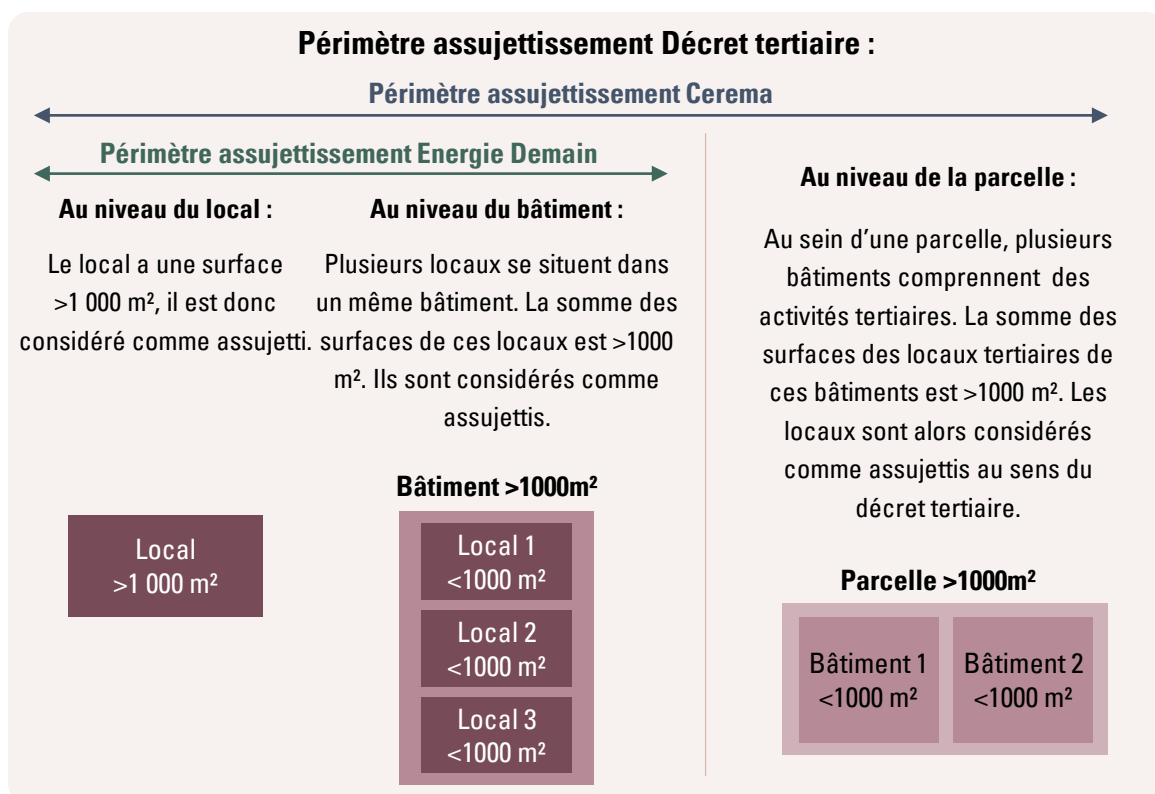 Périmètre assujettissement Décret tertiaire :
Périmètre assujettissement Cerema
Périmètre assujettissement Energie Demain
Au niveau du local :
Le local a une surface
>1 000 m², il est donc
considéré comme assujetti.
Local
>1 000 m²
Au niveau du bâtiment :
Plusieurs locaux se situent dans
un même bâtiment. La somme des
surfaces de ces locaux est >1000
m². Ils sont considérés comme
assujettis.
Bâtiment >1000m²
Local 1
<1000 m²
Local 2
<1000 m²
Local 3
<1000 m²
Au niveau de la parcelle :
Au sein d’une parcelle, plusieurs
bâtiments comprennent des
activités tertiaires. La somme des
surfaces des locaux tertiaires de
ces bâtiments est >1000 m². Les
locaux sont alors considérés
comme assujettis au sens du
décret tertiaire.
Parcelle >1000m²
Bâtiment 1
<1000 m²
Bâtiment 2
<1000 m²